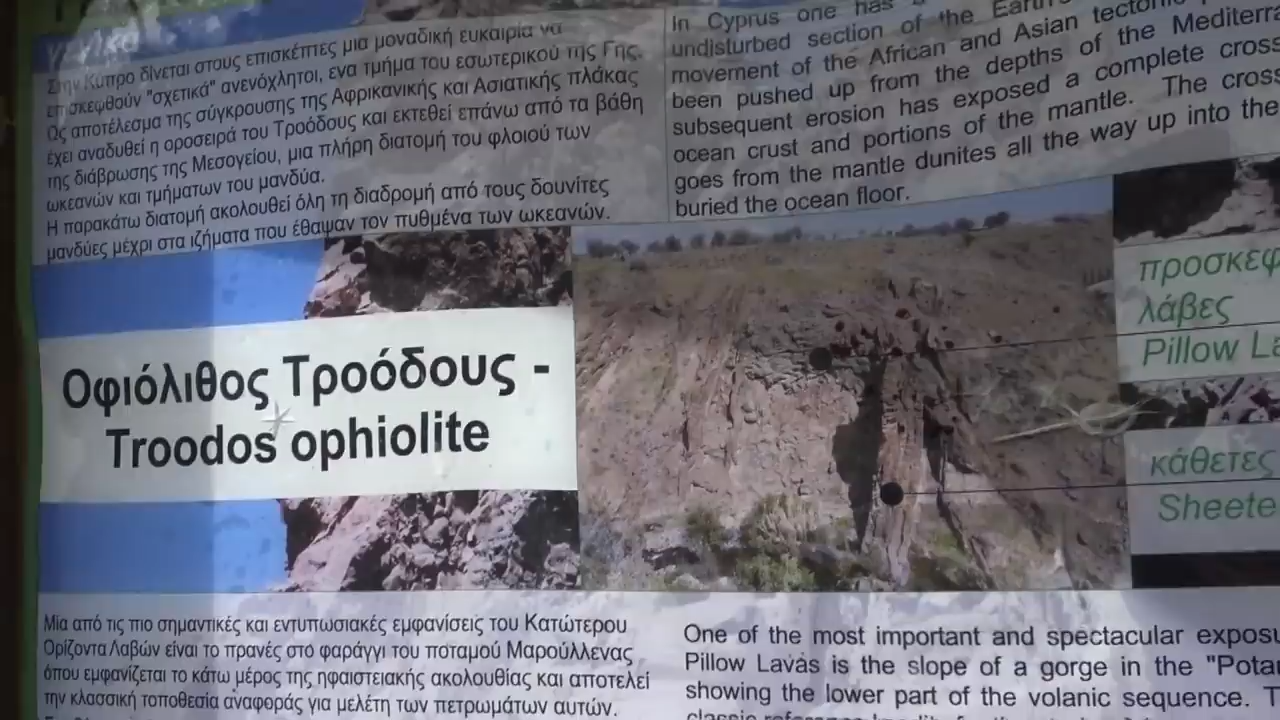 Στην Κύπρο δίνεται στους επισκέπτες μια μοναδική ευκαιρία να
επισκεφθούν "σχετικά" ανενόχλητοι, ενα τμήμα του εσωτερικού της Γης.
Ως αποτέλεσμα της σύγκρουσης της Αφρικανικής και Ασιατικής πλάκας
έχει αναδυθεί η οροσειρά του Τροόδους και εκτεθεί επάνω από τα βάθη
της διάβρωσης της Μεσογείου, μια πλήρη διατομή του φλοιού των
ωκεανών και τμήματων του μανδύα.
Η παρακάτω διατομή ακολουθεί όλη τη διαδρομή από τους δουνίτες
μανδύες μέχρι στα ιζήματα που έθαψαν τον πυθμένα των ωκεανών.
In Cyprus one has
undisturbed section of the Earth's
movement of the African and Asian
been pushed up from the depths of the
subsequent erosion has exposed a complete
ocean crust and portions of the mantle. The
goes from the mantle dunites all the way up into the
buried the ocean floor.
Οφιόλιθος Τροόδους -
Troodos ophiolite
λάβες
Pillow
κάθετες
Μία από τις πιο σημαντικές και εντυπωσιακές εμφανίσεις του Κατώτερου
Ορίζοντα Λαβών είναι το πρανές στο φαράγγι του ποταμού Μαρούλλενας
όπου εμφανίζεται το κάτω μέρος της ηφαιστειακής ακολουθίας και αποτελεί
την κλασσική τοποθεσία αναφοράς για μελέτη των πετρωμάτων αυτών.
One of the most important and spectacular
Pillow Lavas is the slope of a gorge in the
showing the lower part of the volanic sequence.